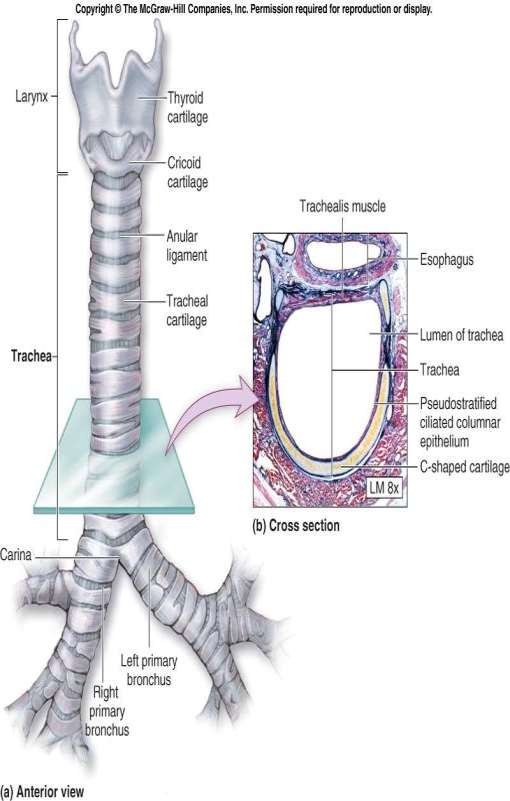 Copyright © The McGraw-Hill Companies, Inc. Permission required for reproduction or display.
Larynx
Thyroid
cartilage
Cricoid
cartilage
Anular
ligament
Tracheal
cartilage
Trachea
Carina
Left primary
bronchus
Right
primary
bronchus
(a) Anterior view
Trachealis muscle
Esophagus
Lumen of trachea
Trachea
Pseudostratified
ciliated columnar
epithelium
C-shaped cartilage
LM 8x
(b) Cross section